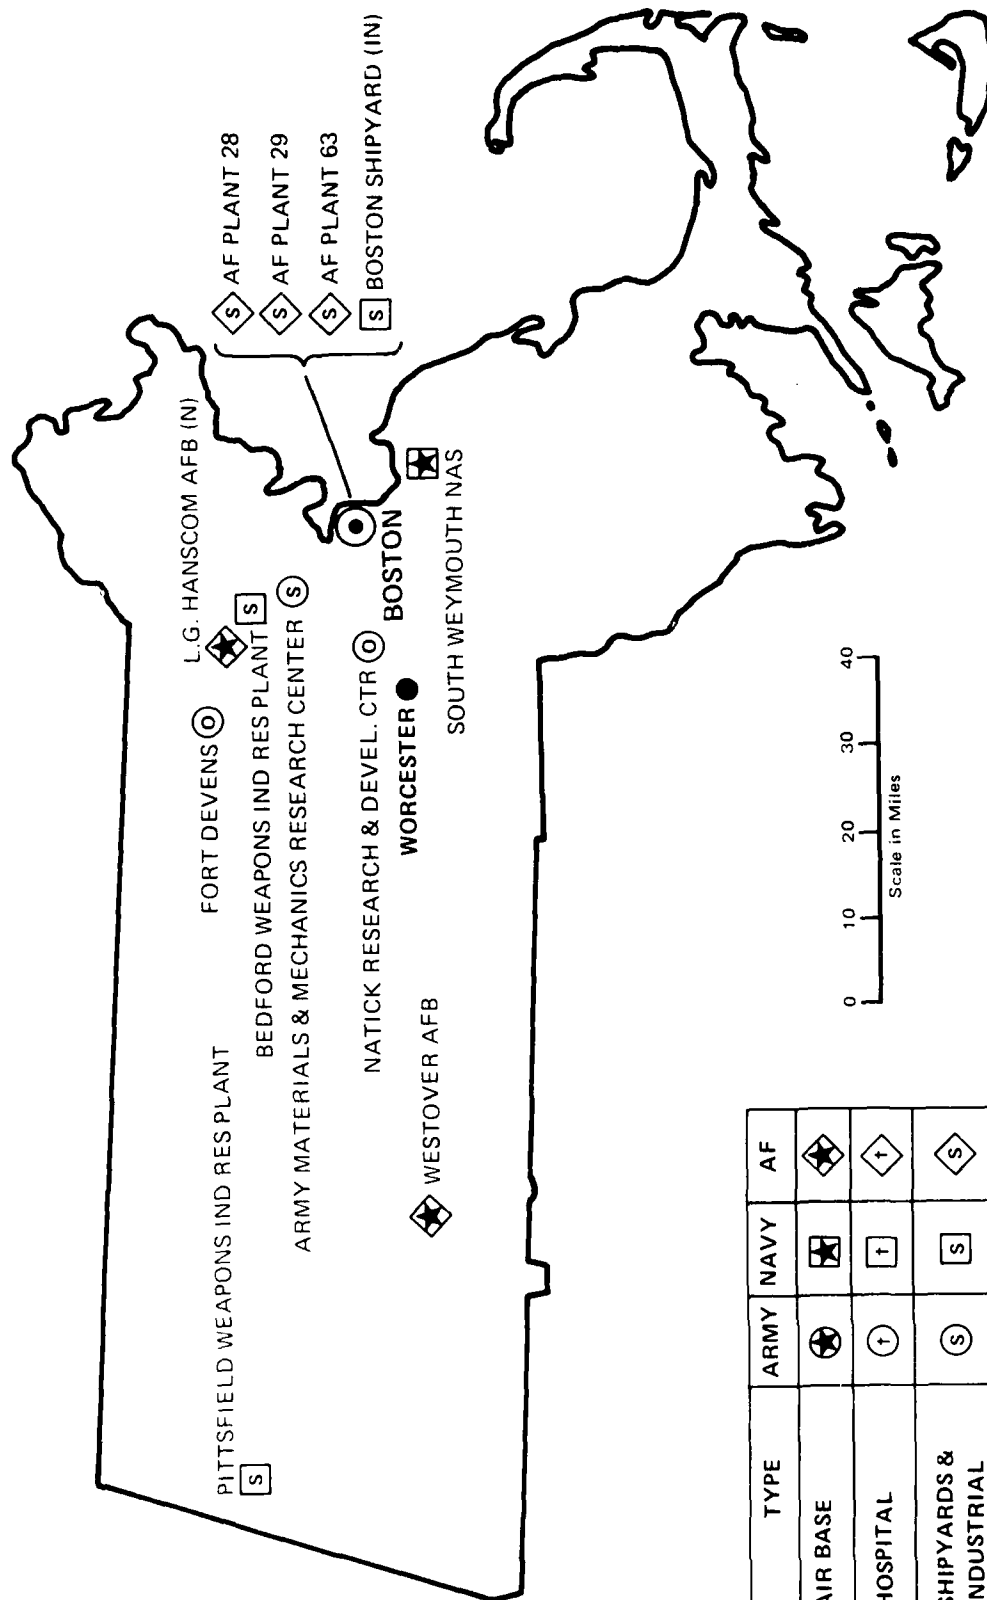 PITTSFIELD WEAPONS IND RES PLANT
S
FORT DEVENS
O
L.G. HANSCOM AFB (N)
BEDFORD WEAPONS IND RES PLANT
S
ARMY MATERIALS & MECHANICS RESEARCH CENTER
S
S AF PLANT 28
S AF PLANT 29
S AF PLANT 63
S BOSTON SHIPYARD (IN)
NATICK RESEARCH & DEVEL. CTR
O
BOSTON
WORCESTER
WESTOVER AFB
SOUTH WEYMOUTH NAS
0 10 20 30 40
Scale in Miles
TYPE ARMY NAVY AF
AIR BASE
HOSPITAL t t t
SHIPYARDS &
INDUSTRIAL S S S